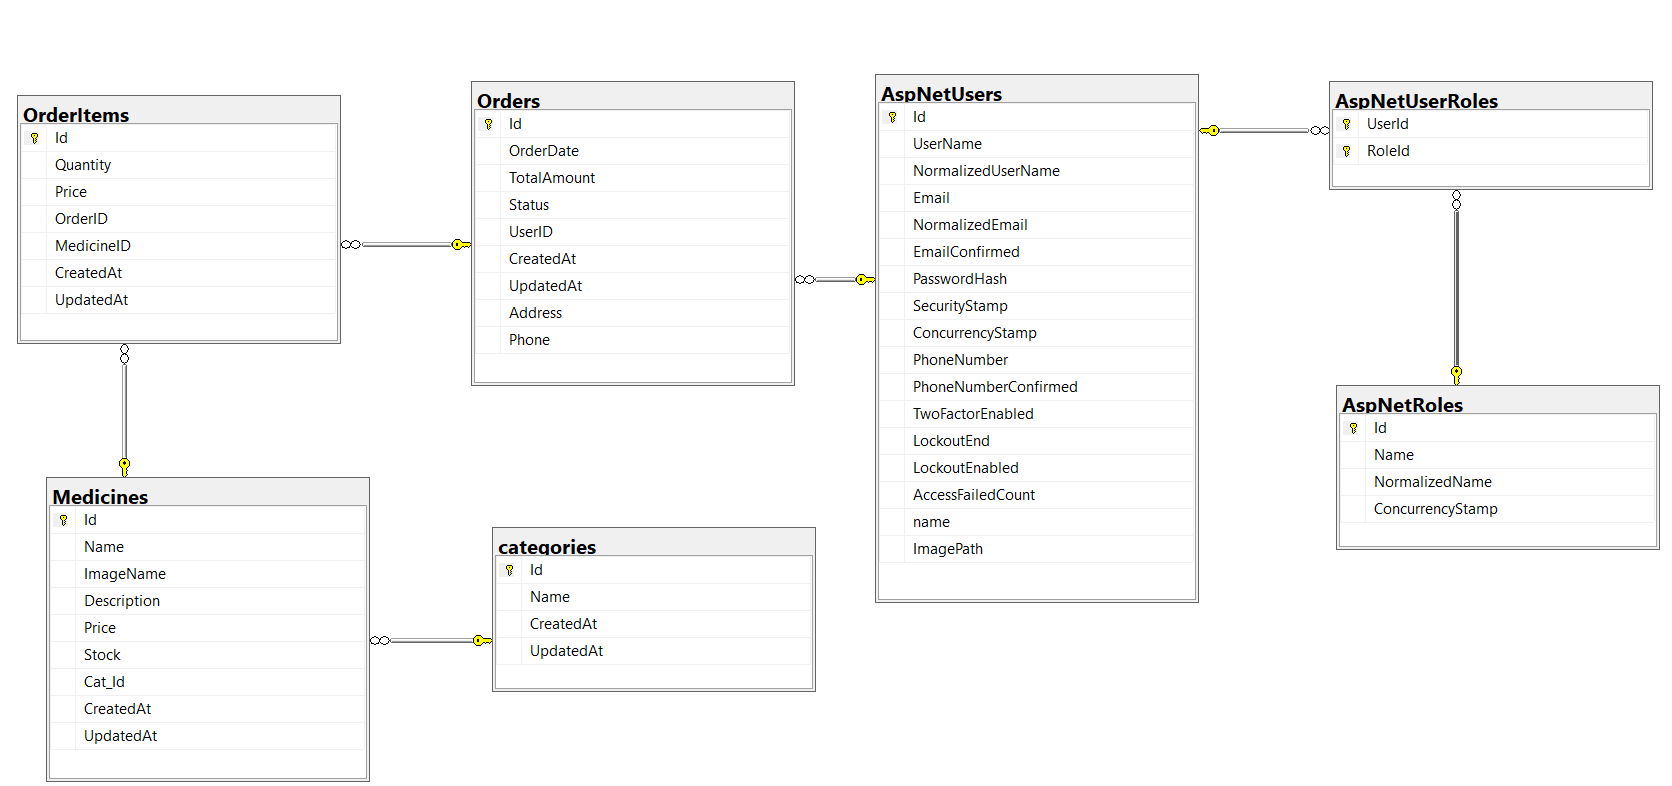 OrderItems
Id
Quantity
Price
OrderID
MedicineID
CreatedAt
UpdatedAt
Orders
Id
OrderDate
TotalAmount
Status
UserID
CreatedAt
UpdatedAt
Address
Phone
AspNetUsers
Id
UserName
NormalizedUserName
Email
NormalizedEmail
EmailConfirmed
PasswordHash
SecurityStamp
ConcurrencyStamp
PhoneNumber
PhoneNumberConfirmed
TwoFactorEnabled
LockoutEnd
LockoutEnabled
AccessFailedCount
name
ImagePath
AspNetUserRoles
UserId
RoleId
AspNetRoles
Id
Name
NormalizedName
ConcurrencyStamp
Medicines
Id
Name
ImageName
Description
Price
Stock
Cat_Id
CreatedAt
UpdatedAt
categories
Id
Name
CreatedAt
UpdatedAt